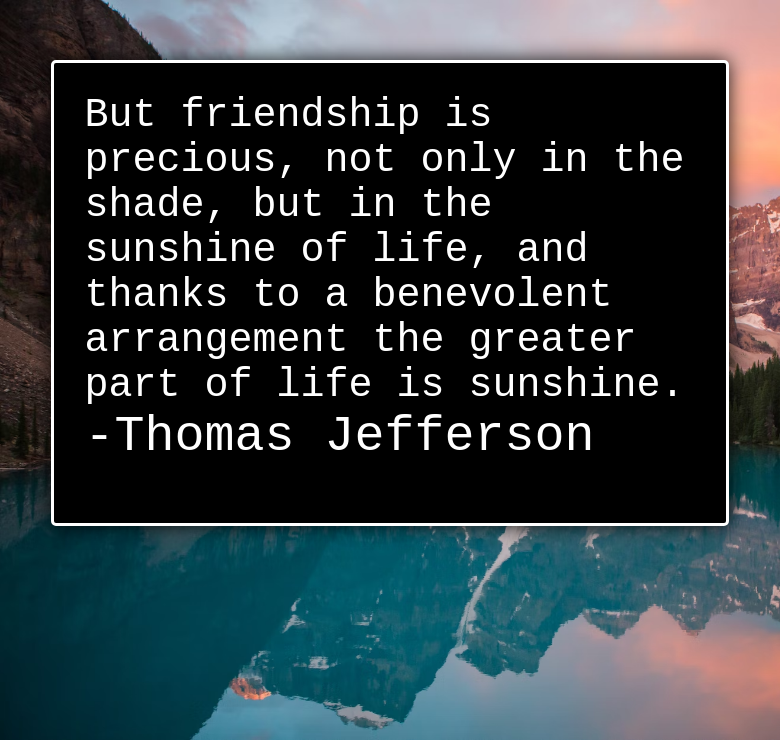 But friendship is
precious, not only in the
shade, but in the
sunshine of life, and
thanks to a benevolent
arrangement the greater
part of life is sunshine.
-Thomas Jefferson